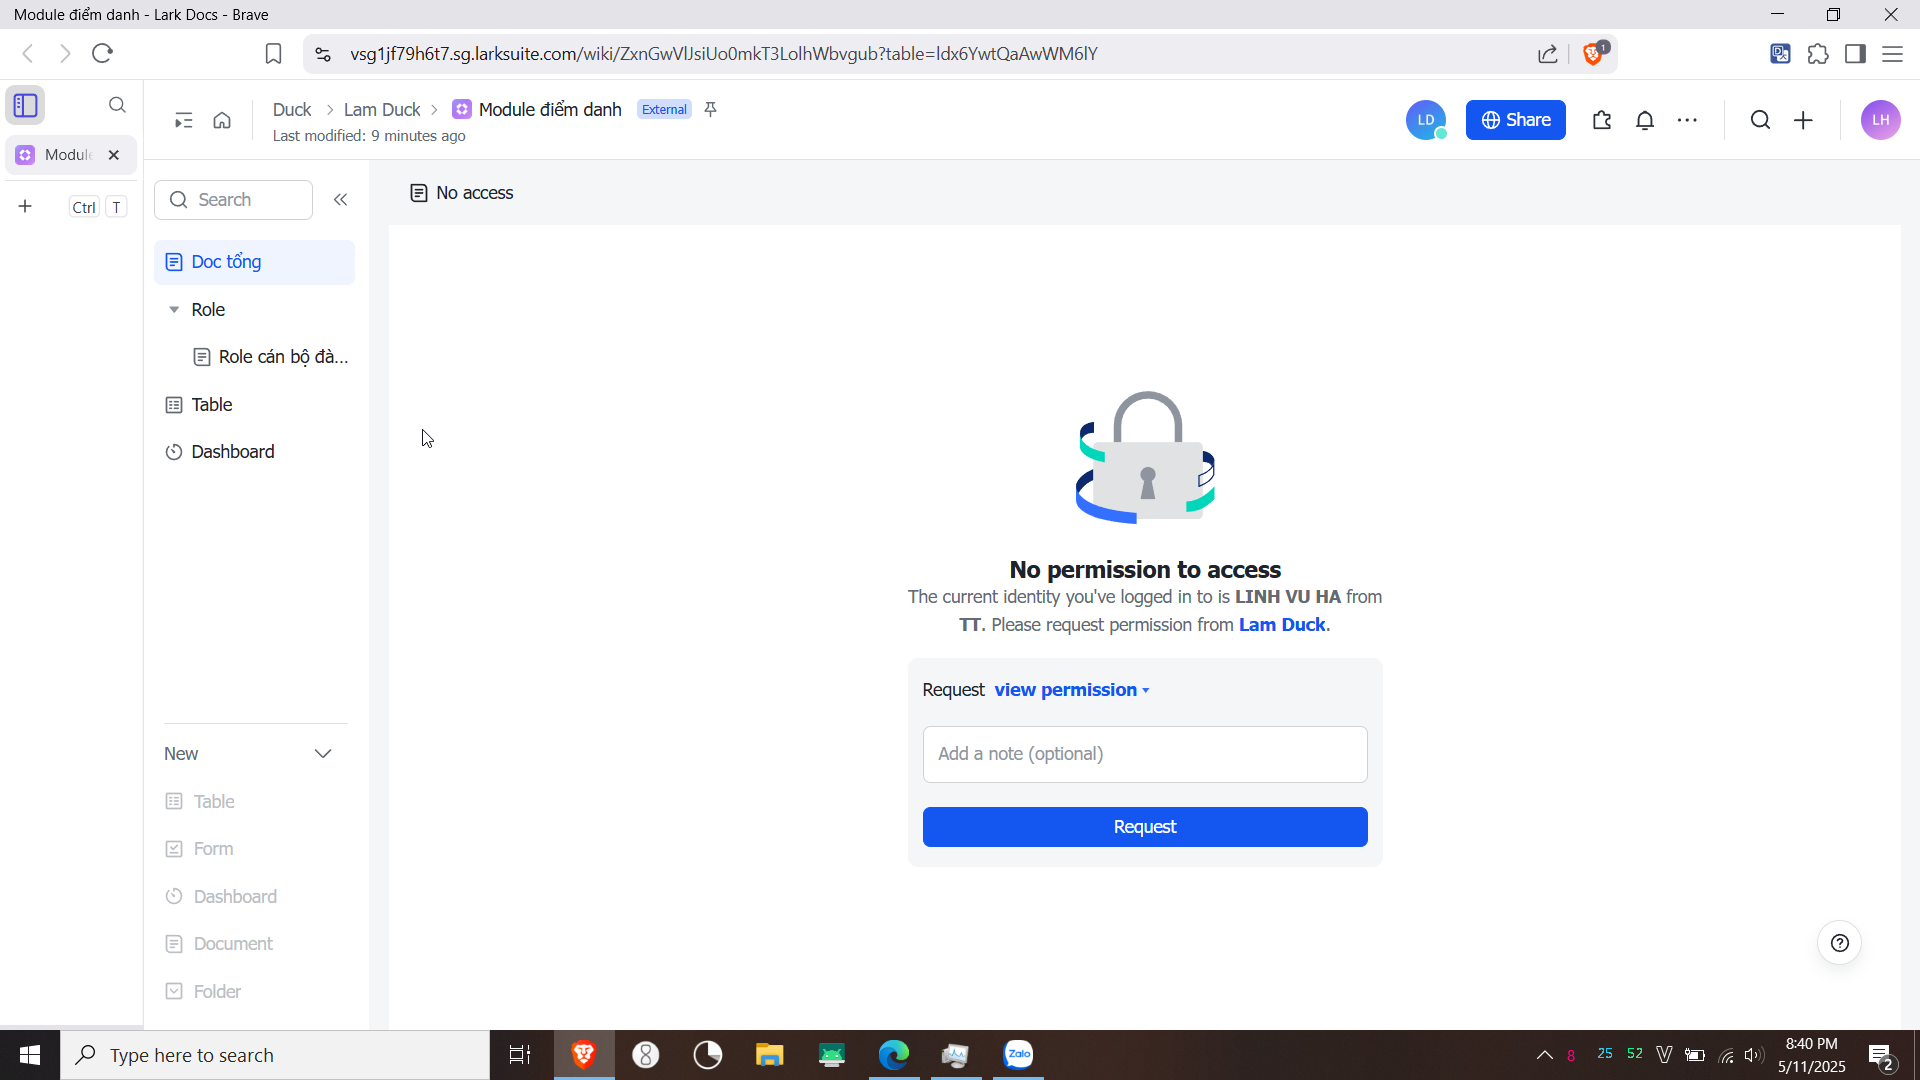 Module điểm danh - Lark Docs - Brave
vsg1jf79h6t7.sg.larksuite.com/wiki/ZxnGwVlJsiUo0mkT3LolhWbvgub?table=ldx6YwtQaAwWM6lY
1
Duck
Lam Duck
Module điểm danh
External
Last modified: 9 minutes ago
LD
Share
LH
Module
Ctrl
T
Search
No access
Doc tổng
Role
Role cán bộ đà...
Table
Dashboard
No permission to access
The current identity you've logged in to is LINH VU HA from
TT. Please request permission from Lam Duck.
Request view permission
Add a note (optional)
Request
New
Table
Form
Dashboard
Document
Folder
Type here to search
Zalo
8
25
52
8:40 PM
5/11/2025
2